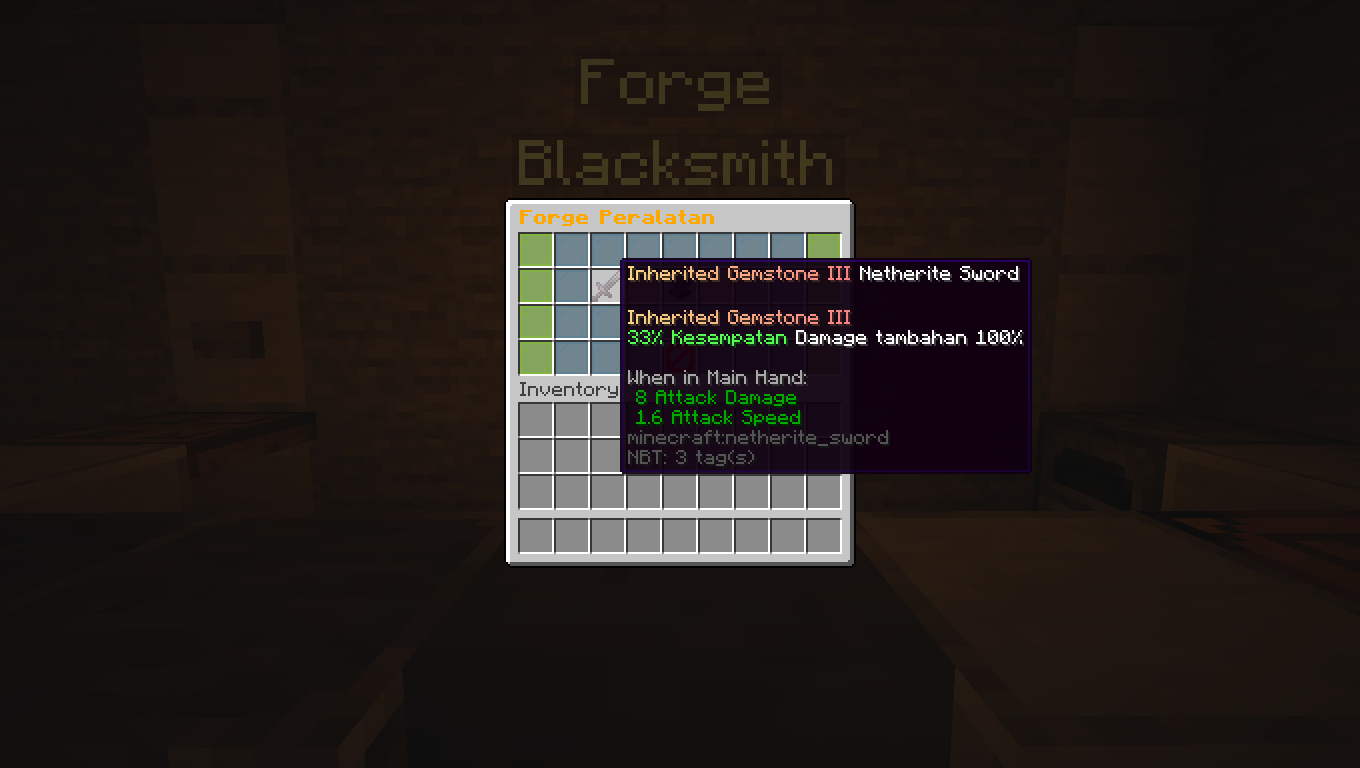 Forge
Blacksmith
Forge Peralatan
Inherited Gemstone III Netherite Sword
Inherited Gemstone III
33% Kesempatan Damage tambahan 100%
When in Main Hand:
8 Attack Damage
1.6 Attack Speed
minecraft:netherite_sword
NBT: 3 tag(s)
Inventory